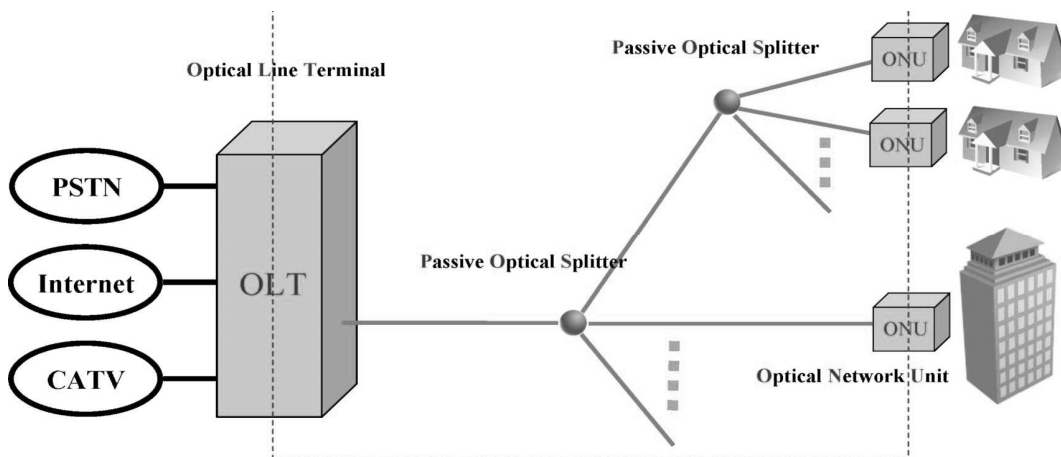 Passive Optical Splitter
ONU
Optical Line Terminal
ONU
PSTN
Passive Optical Splitter
Internet
OLT
ONU
CATV
Optical Network Unit